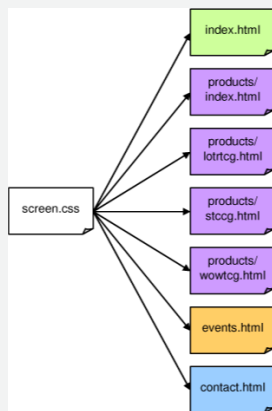 index.html
products/
index.html
products/
lotrtcg.html
screen.css
products/
stccg.html
products/
wowtcg.html
events.html
contact.html